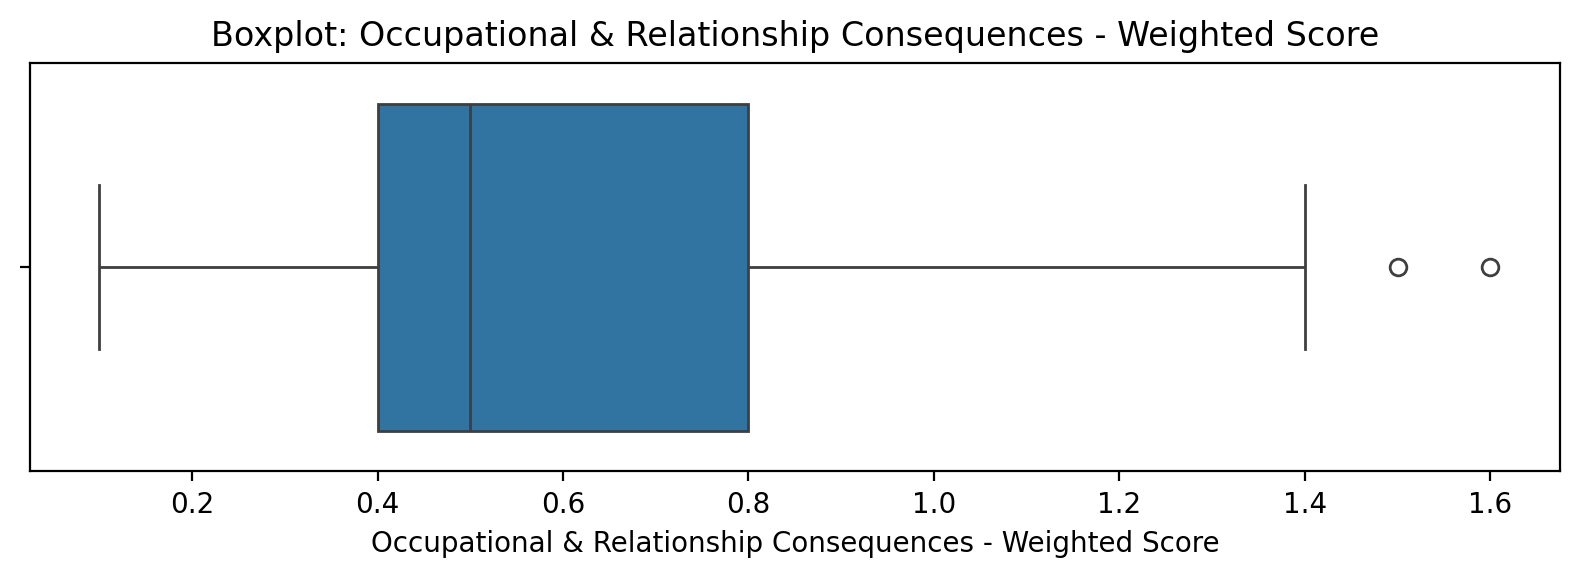 Boxplot: Occupational & Relationship Consequences - Weighted Score
0.2 0.4 0.6 0.8 1.0 1.2 1.4 1.6
Occupational & Relationship Consequences - Weighted Score